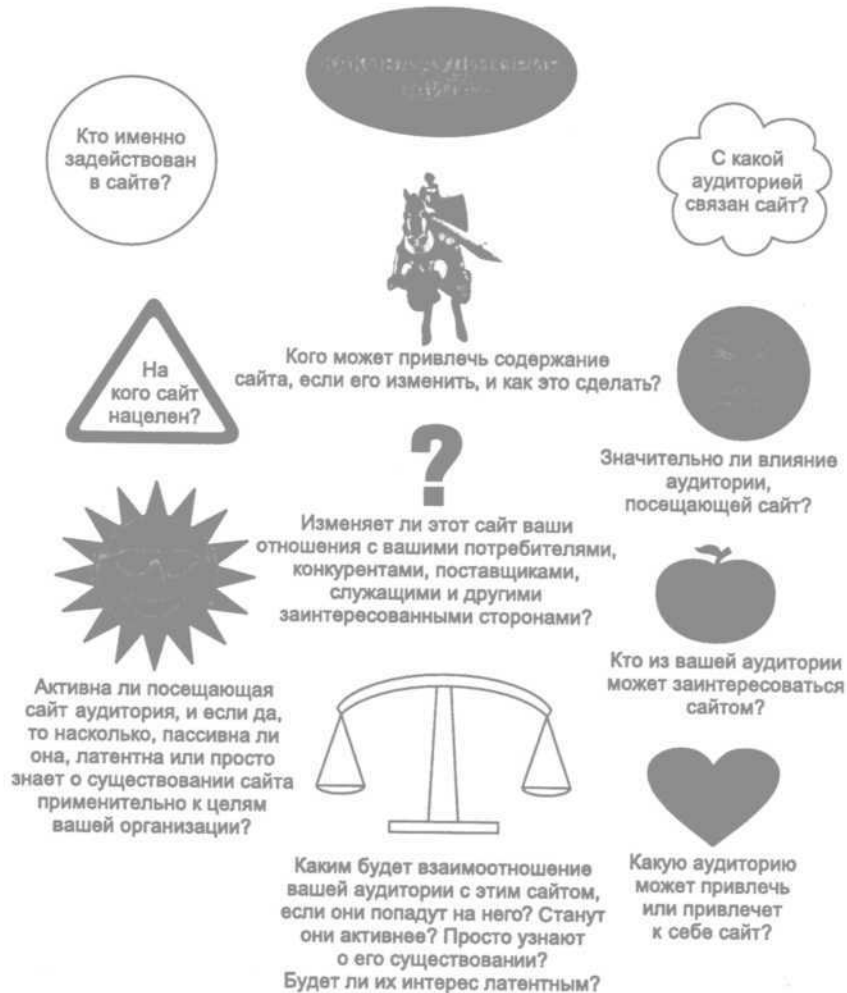 Кто именно
задействован
в сайте?
С какой
аудиторией
связан сайт?
Кого может привлечь содержание
сайта, если его изменить, и как это сделать?
На
кого сайт
нацелен?
Значительно ли влияние
аудитории,
посещающей сайт?
Изменяет ли этот сайт ваши
отношения с вашими потребителями,
конкурентами, поставщиками,
служащими и другими
заинтересованными сторонами?
Кто из вашей аудитории
может заинтересоваться
сайтом?
Активна ли посещающая
сайт аудитория, и если да,
то насколько, пассивна ли
она, латентна или просто
знает о существовании сайта
применительно к целям
вашей организации?
Каким будет взаимоотношение
вашей аудитории с этим сайтом,
если они попадут на него? Станут
они активнее? Просто узнают
о его существовании?
Будет ли их интерес латентным?
Какую аудиторию
может привлечь
или привлечет
к себе сайт?